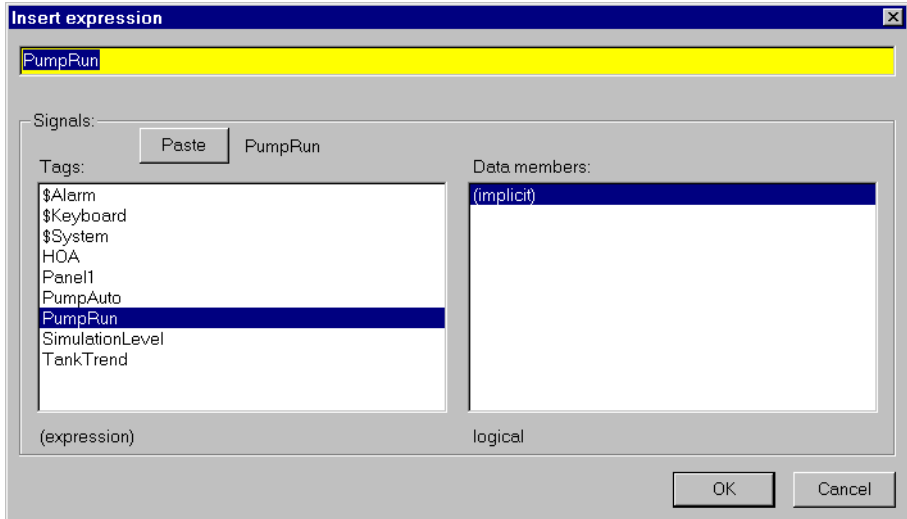 Insert expression
PumpRun
Signals:
Paste PumpRun
Tags:
Data members:
$Alarm
$Keyboard
$System
HOA
Panel1
PumpAuto
PumpRun
SimulationLevel
TankTrend
(implicit)
(expression)
logical
OK
Cancel